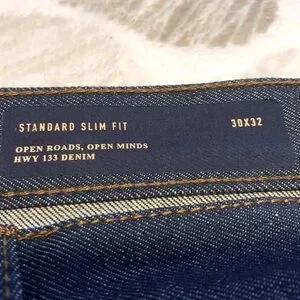 STANDARD SLIM FIT 30X32
OPEN ROADS, OPEN MINDS
HWY 133 DENIM